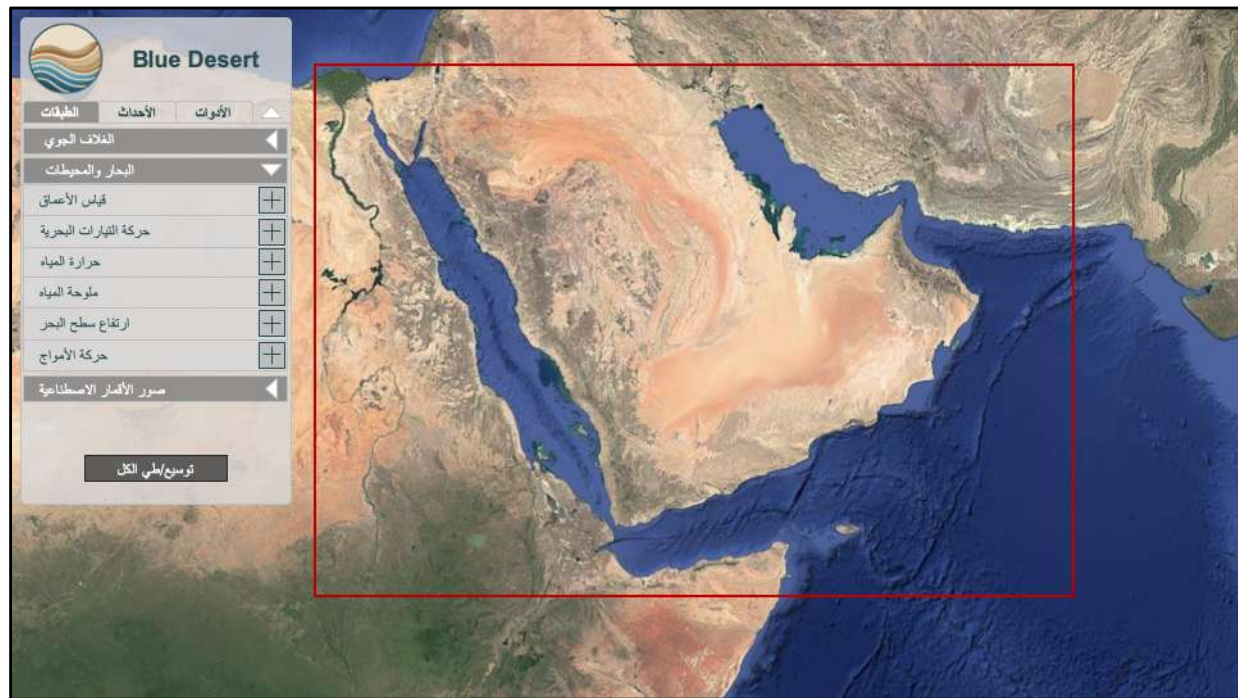 Blue Desert
الطبقات الأحداث الأدوات
الغلاف الجوي
البحار والمحيطات
قياس الأعماق
حركة التيارات البحرية
حرارة المياه
ملوحة المياه
ارتفاع سطح البحر
حركة الأمواج
صور الأقمار الاصطناعية
توسيع/طي الكل